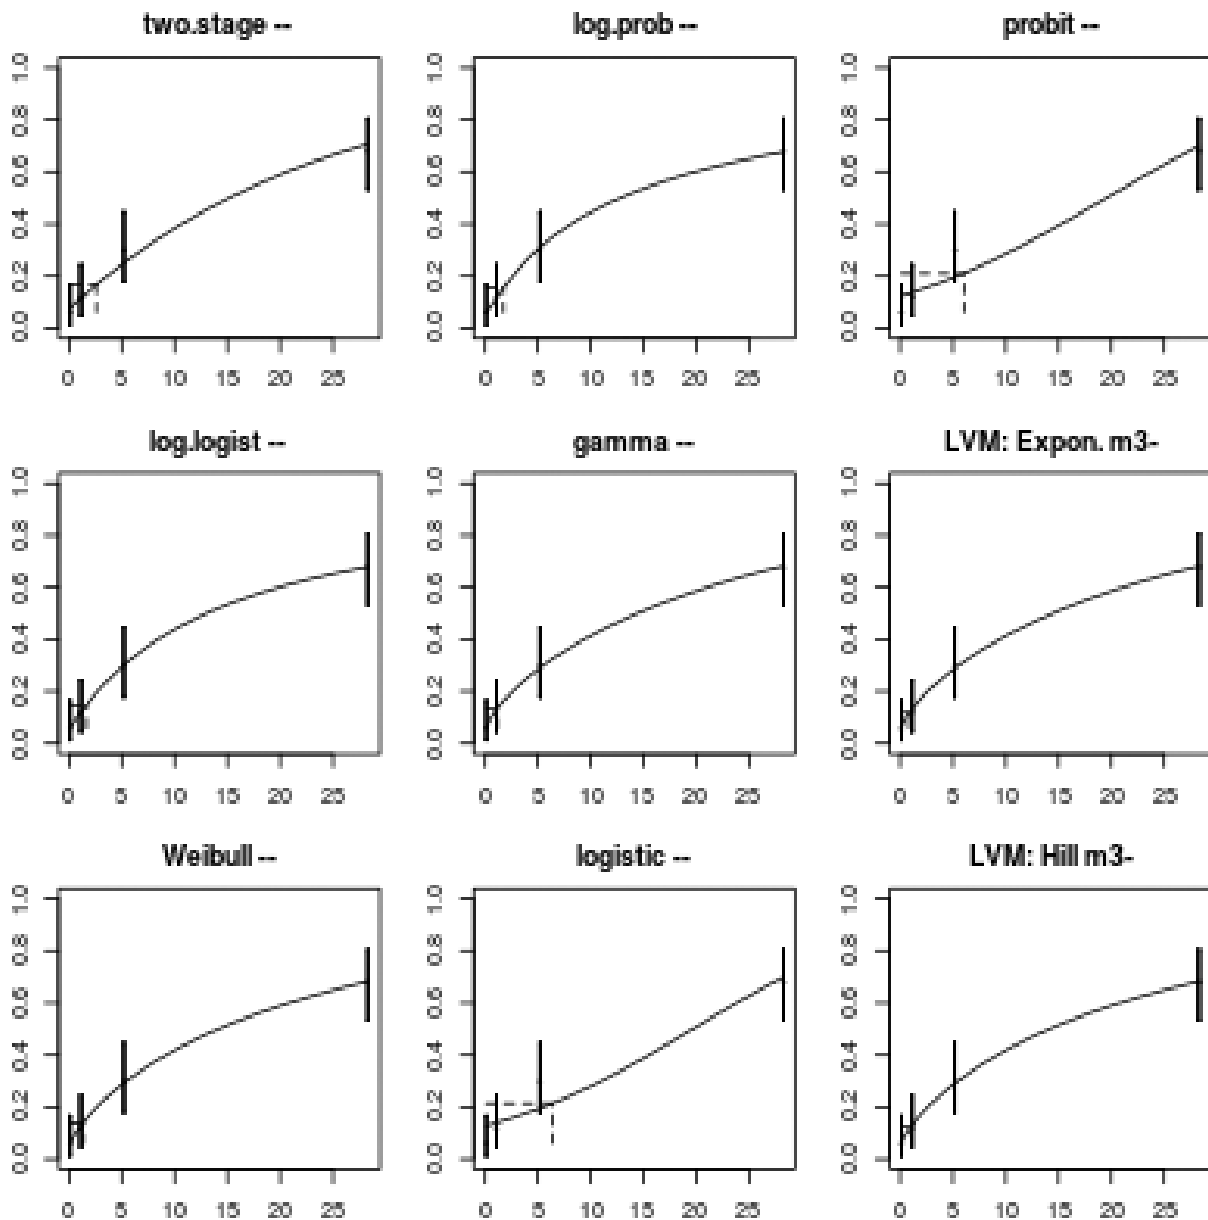 two.stage --
log.prob --
probit --
0.0 0.2 0.4 0.6 0.8 1.0
0.0 0.2 0.4 0.6 0.8 1.0
0.0 0.2 0.4 0.6 0.8 1.0
0 5 10 15 20 25
0 5 10 15 20 25
0 5 10 15 20 25
log.logist --
gamma --
LVM: Expon. m3-
0.0 0.2 0.4 0.6 0.8 1.0
0.0 0.2 0.4 0.6 0.8 1.0
0.0 0.2 0.4 0.6 0.8 1.0
0 5 10 15 20 25
0 5 10 15 20 25
0 5 10 15 20 25
Weibull --
logistic --
LVM: Hill m3-
0.0 0.2 0.4 0.6 0.8 1.0
0.0 0.2 0.4 0.6 0.8 1.0
0.0 0.2 0.4 0.6 0.8 1.0
0 5 10 15 20 25
0 5 10 15 20 25
0 5 10 15 20 25